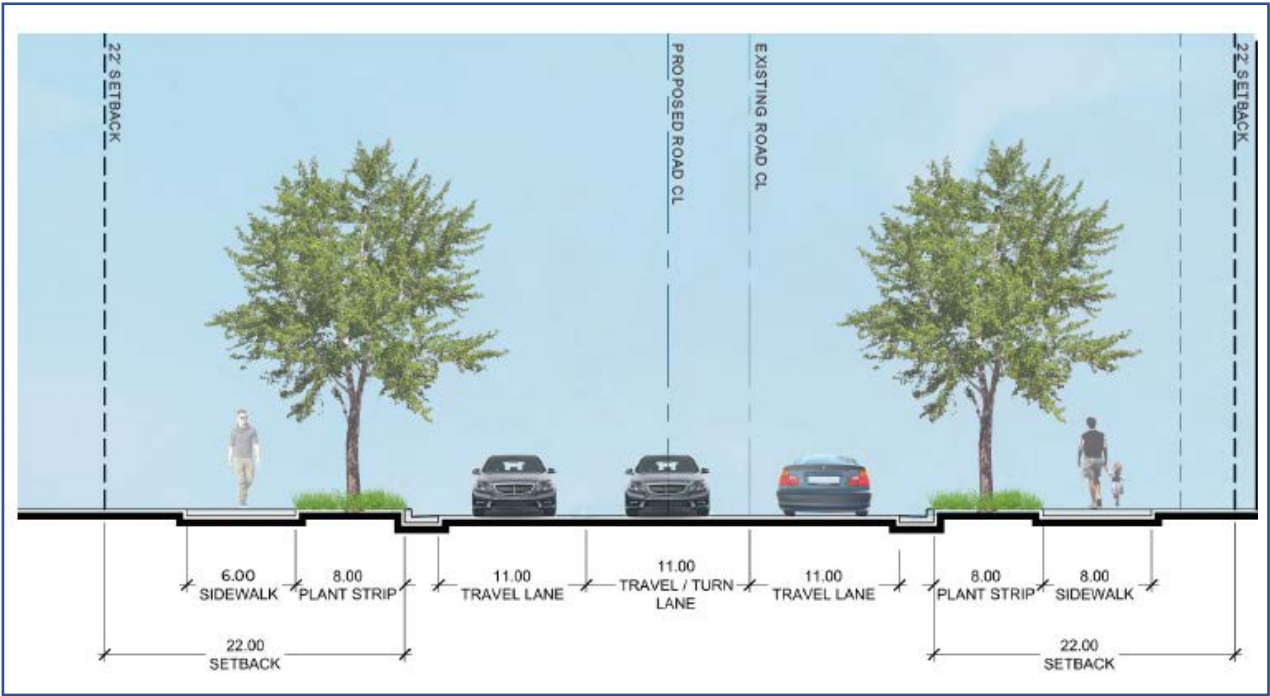 22' SETBACK
PROPOSED ROAD CL
EXISTING ROAD CL
22' SETBACK
6.00
SIDEWALK
8.00
PLANT STRIP
11.00
TRAVEL LANE
11.00
TRAVEL / TURN
LANE
11.00
TRAVEL LANE
8.00
PLANT STRIP
8.00
SIDEWALK
22.00
SETBACK
22.00
SETBACK